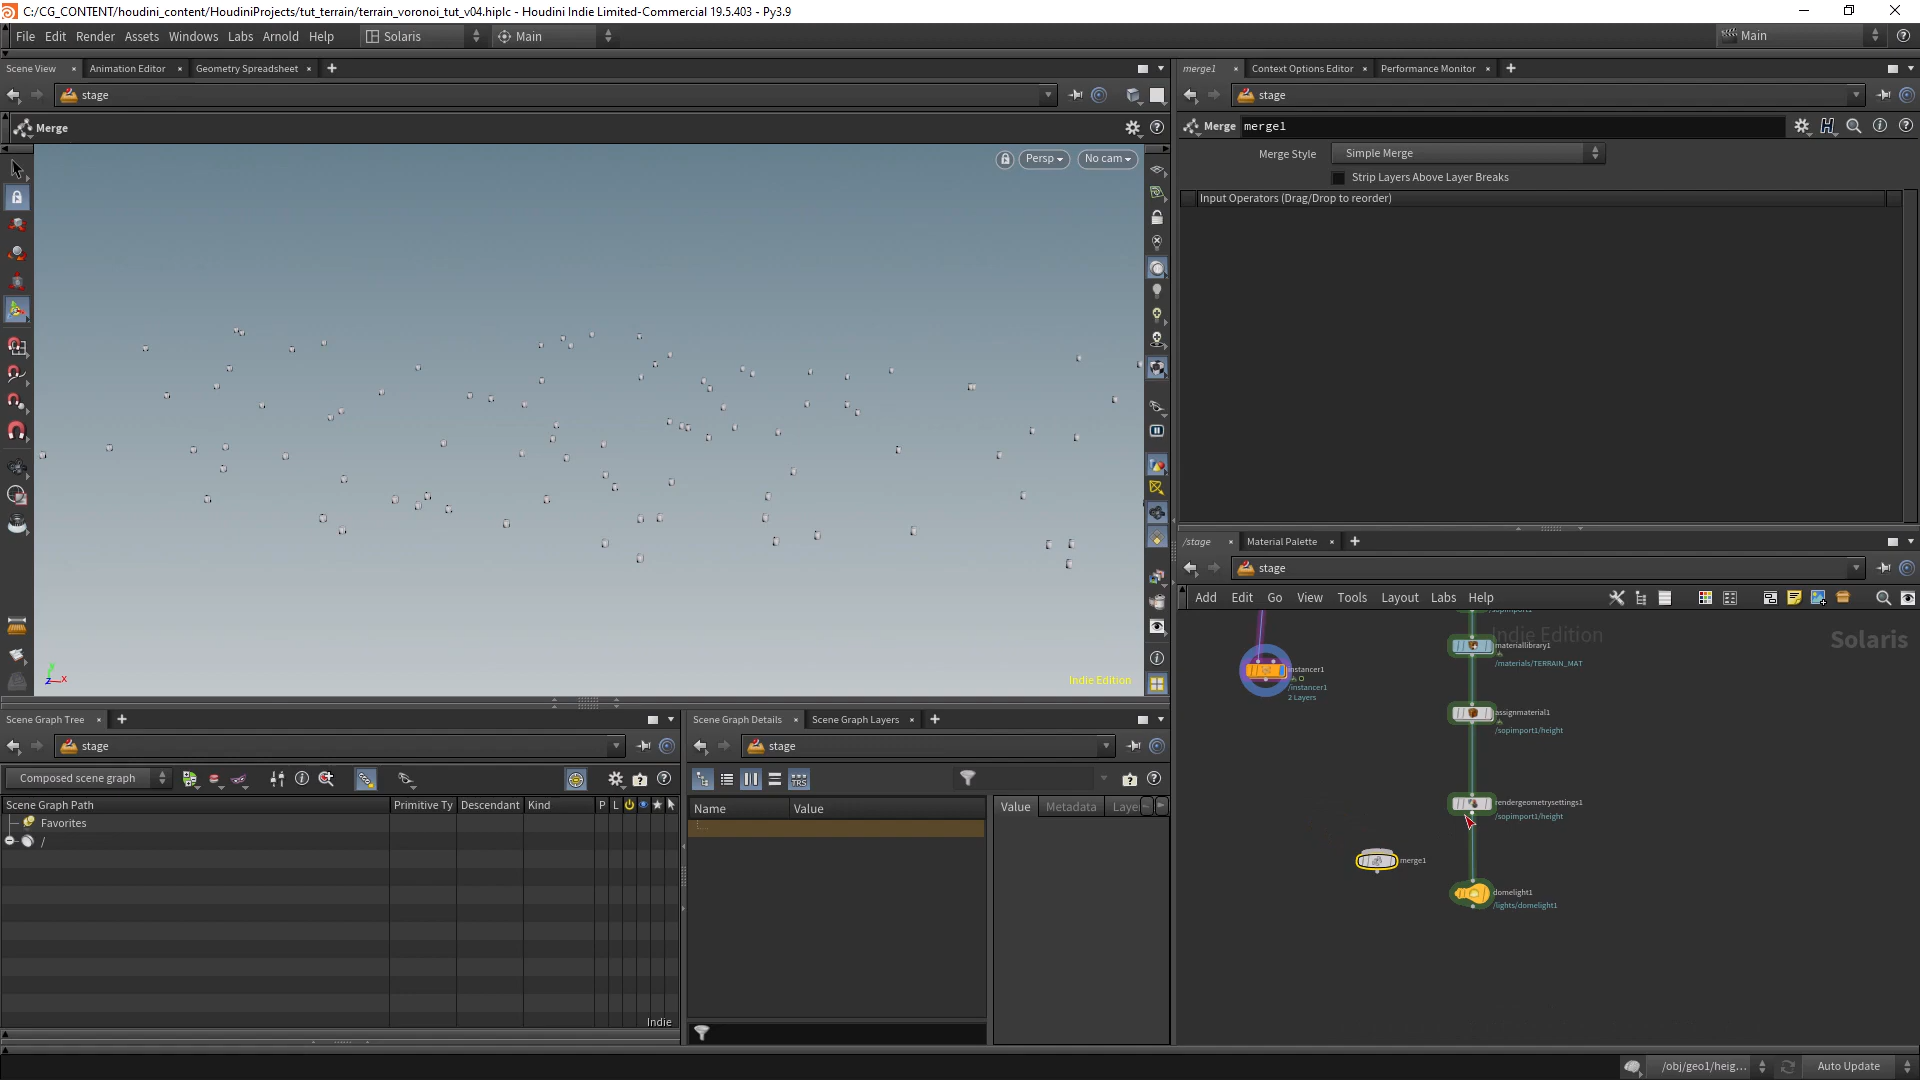 C:/CG_CONTENT/houdini_content/HoudiniProjects/tut_terrain/terrain_voronoi_tut_v04.hiplc - Houdini Indie Limited-Commercial 19.5.403 - Py3.9
File Edit Render Assets Windows Labs Arnold Help Solaris Main Main
Scene View Animation Editor Geometry Spreadsheet
stage
Merge
Persp No cam
Indie Edition
merge1 Context Options Editor Performance Monitor
stage
Merge merge1
Merge Style Simple Merge
Strip Layers Above Layer Breaks
Input Operators (Drag/Drop to reorder)
/stage Material Palette
stage
Add Edit Go View Tools Layout Labs Help
Indie Edition
Solaris
materiallibrary1
/materials/TERRAIN_MAT
instancer1
/instancer1
2 Layers
assignmaterial1
/sopimport1/height
rendergeometrysettings1
/sopimport1/height
merge1
domelight1
/lights/domelight1
Scene Graph Tree
stage
Composed scene graph
Scene Graph Path Primitive Ty Descendant Kind P L
Favorites
/
Indie
Scene Graph Details Scene Graph Layers
stage
Name Value
Value Metadata Laye
/obj/geo1/heig... Auto Update